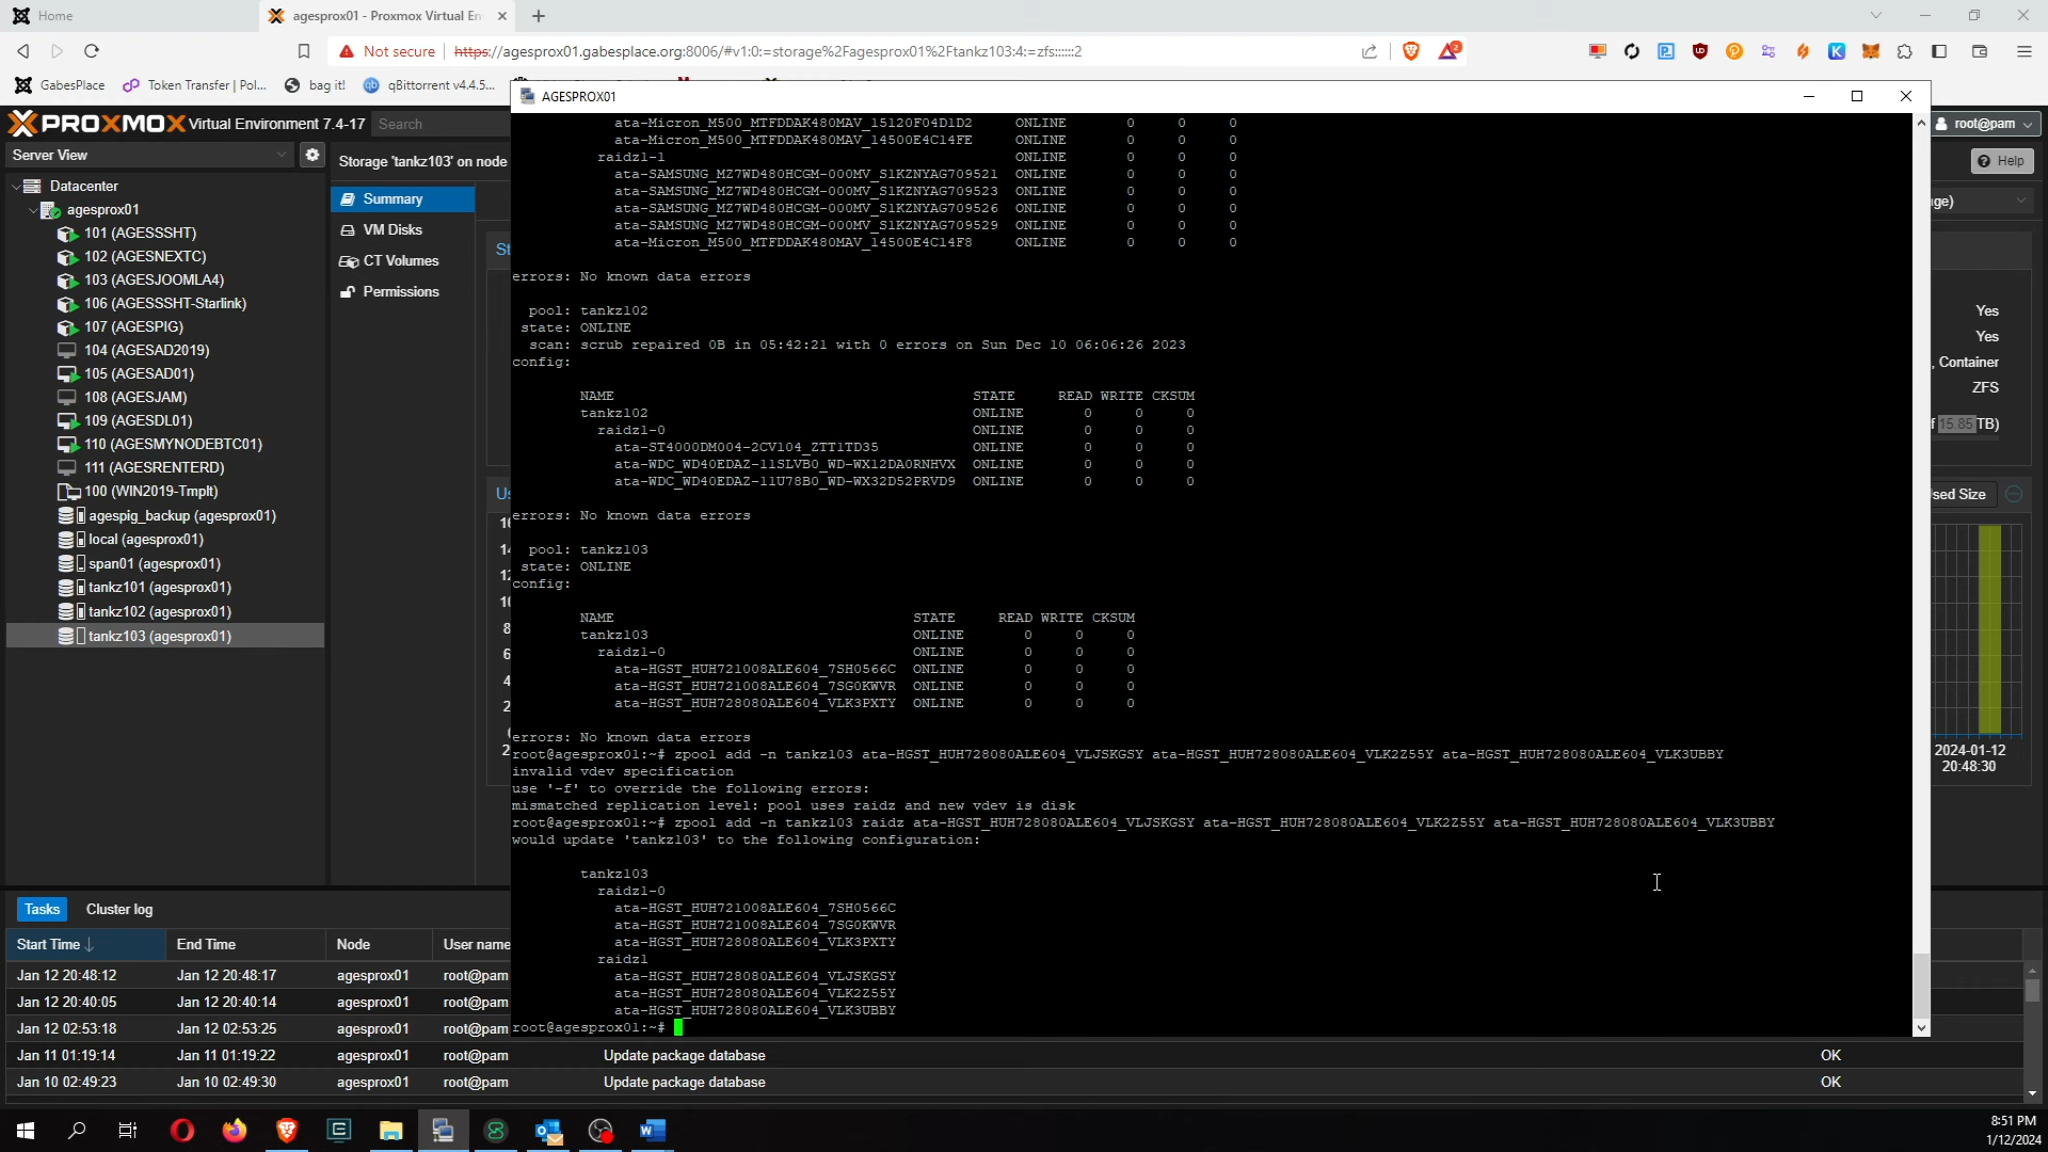 Home
agesprox01 - Proxmox Virtual En
Not secure
https://agesprox01.gabesplace.org:8006/#v1:0:=storage%2Fagesprox01%2Ftankz103:4:=zfs::::::2
2
GabesPlace
Token Transfer | Pol...
bag it!
qBittorrent v4.4.5...
AGESPROX01
PROXMOX Virtual Environment 7.4-17
Search
root@pam
Server View
Storage 'tankz103' on node
Help
Datacenter
agesprox01
101 (AGESSSHT)
102 (AGESNEXTC)
103 (AGESJOOMLA4)
106 (AGESSSHT-Starlink)
107 (AGESPIG)
104 (AGESAD2019)
105 (AGESAD01)
108 (AGESJAM)
109 (AGESDL01)
110 (AGESMYNODEBTC01)
111 (AGESRENTERD)
100 (WIN2019-Tmplt)
agespig_backup (agesprox01)
local (agesprox01)
span01 (agesprox01)
tankz101 (agesprox01)
tankz102 (agesprox01)
tankz103 (agesprox01)
Summary
VM Disks
CT Volumes
Permissions
ata-Micron_M500_MTFDDAK480MAV_15120F04D1D2 ONLINE 0 0 0
ata-Micron_M500_MTFDDAK480MAV_14500E4C14FE ONLINE 0 0 0
raidz1-1 ONLINE 0 0 0
ata-SAMSUNG_MZ7WD480HCGM-000MV_S1KZNYAG709521 ONLINE 0 0 0
ata-SAMSUNG_MZ7WD480HCGM-000MV_S1KZNYAG709523 ONLINE 0 0 0
ata-SAMSUNG_MZ7WD480HCGM-000MV_S1KZNYAG709526 ONLINE 0 0 0
ata-SAMSUNG_MZ7WD480HCGM-000MV_S1KZNYAG709529 ONLINE 0 0 0
ata-Micron_M500_MTFDDAK480MAV_14500E4C14F8 ONLINE 0 0 0
errors: No known data errors
pool: tankz102
state: ONLINE
scan: scrub repaired 0B in 05:42:21 with 0 errors on Sun Dec 10 06:06:26 2023
config:
NAME STATE READ WRITE CKSUM
tankz102 ONLINE 0 0 0
raidz1-0 ONLINE 0 0 0
ata-ST4000DM004-2CV104_ZTT1TD35 ONLINE 0 0 0
ata-WDC_WD40EDAZ-11SLVB0_WD-WX12DA0RNHVX ONLINE 0 0 0
ata-WDC_WD40EDAZ-11U78B0_WD-WX32D52PRVD9 ONLINE 0 0 0
errors: No known data errors
pool: tankz103
state: ONLINE
config:
NAME STATE READ WRITE CKSUM
tankz103 ONLINE 0 0 0
raidz1-0 ONLINE 0 0 0
ata-HGST_HUH721008ALE604_7SH0566C ONLINE 0 0 0
ata-HGST_HUH721008ALE604_7SG0KWVR ONLINE 0 0 0
ata-HGST_HUH728080ALE604_VLK3PXTY ONLINE 0 0 0
errors: No known data errors
root@agesprox01:~# zpool add -n tankz103 ata-HGST_HUH728080ALE604_VLJSKGSY ata-HGST_HUH728080ALE604_VLK2Z55Y ata-HGST_HUH728080ALE604_VLK3UBBY
invalid vdev specification
use '-f' to override the following errors:
mismatched replication level: pool uses raidz and new vdev is disk
root@agesprox01:~# zpool add -n tankz103 raidz ata-HGST_HUH728080ALE604_VLJSKGSY ata-HGST_HUH728080ALE604_VLK2Z55Y ata-HGST_HUH728080ALE604_VLK3UBBY
would update 'tankz103' to the following configuration:
tankz103
raidz1-0
ata-HGST_HUH721008ALE604_7SH0566C
ata-HGST_HUH721008ALE604_7SG0KWVR
ata-HGST_HUH728080ALE604_VLK3PXTY
raidz1
ata-HGST_HUH728080ALE604_VLJSKGSY
ata-HGST_HUH728080ALE604_VLK2Z55Y
ata-HGST_HUH728080ALE604_VLK3UBBY
root@agesprox01:~#
age)
Yes
Yes
, Container
ZFS
f 15.85 TB)
sed Size
2024-01-12
20:48:30
Tasks
Cluster log
Start Time
End Time
Node
User name
Jan 12 20:48:12 Jan 12 20:48:17 agesprox01 root@pam
Jan 12 20:40:05 Jan 12 20:40:14 agesprox01 root@pam
Jan 12 02:53:18 Jan 12 02:53:25 agesprox01 root@pam
Jan 11 01:19:14 Jan 11 01:19:22 agesprox01 root@pam Update package database OK
Jan 10 02:49:23 Jan 10 02:49:30 agesprox01 root@pam Update package database OK
8:51 PM
1/12/2024